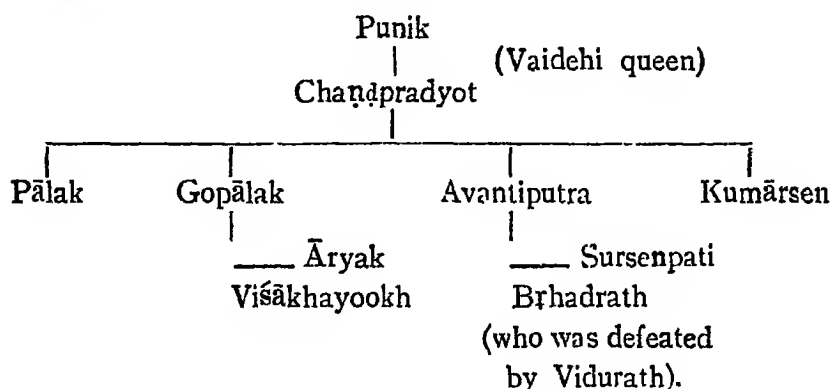 Punik
(Vaidehi queen)
Chaṇḍpradyot
Pālak Gopālak Avantiputra Kumārsen
Āryak Sursenpati
Viśākhayookh Bṛhadrath
(who was defeated
by Vidurath).